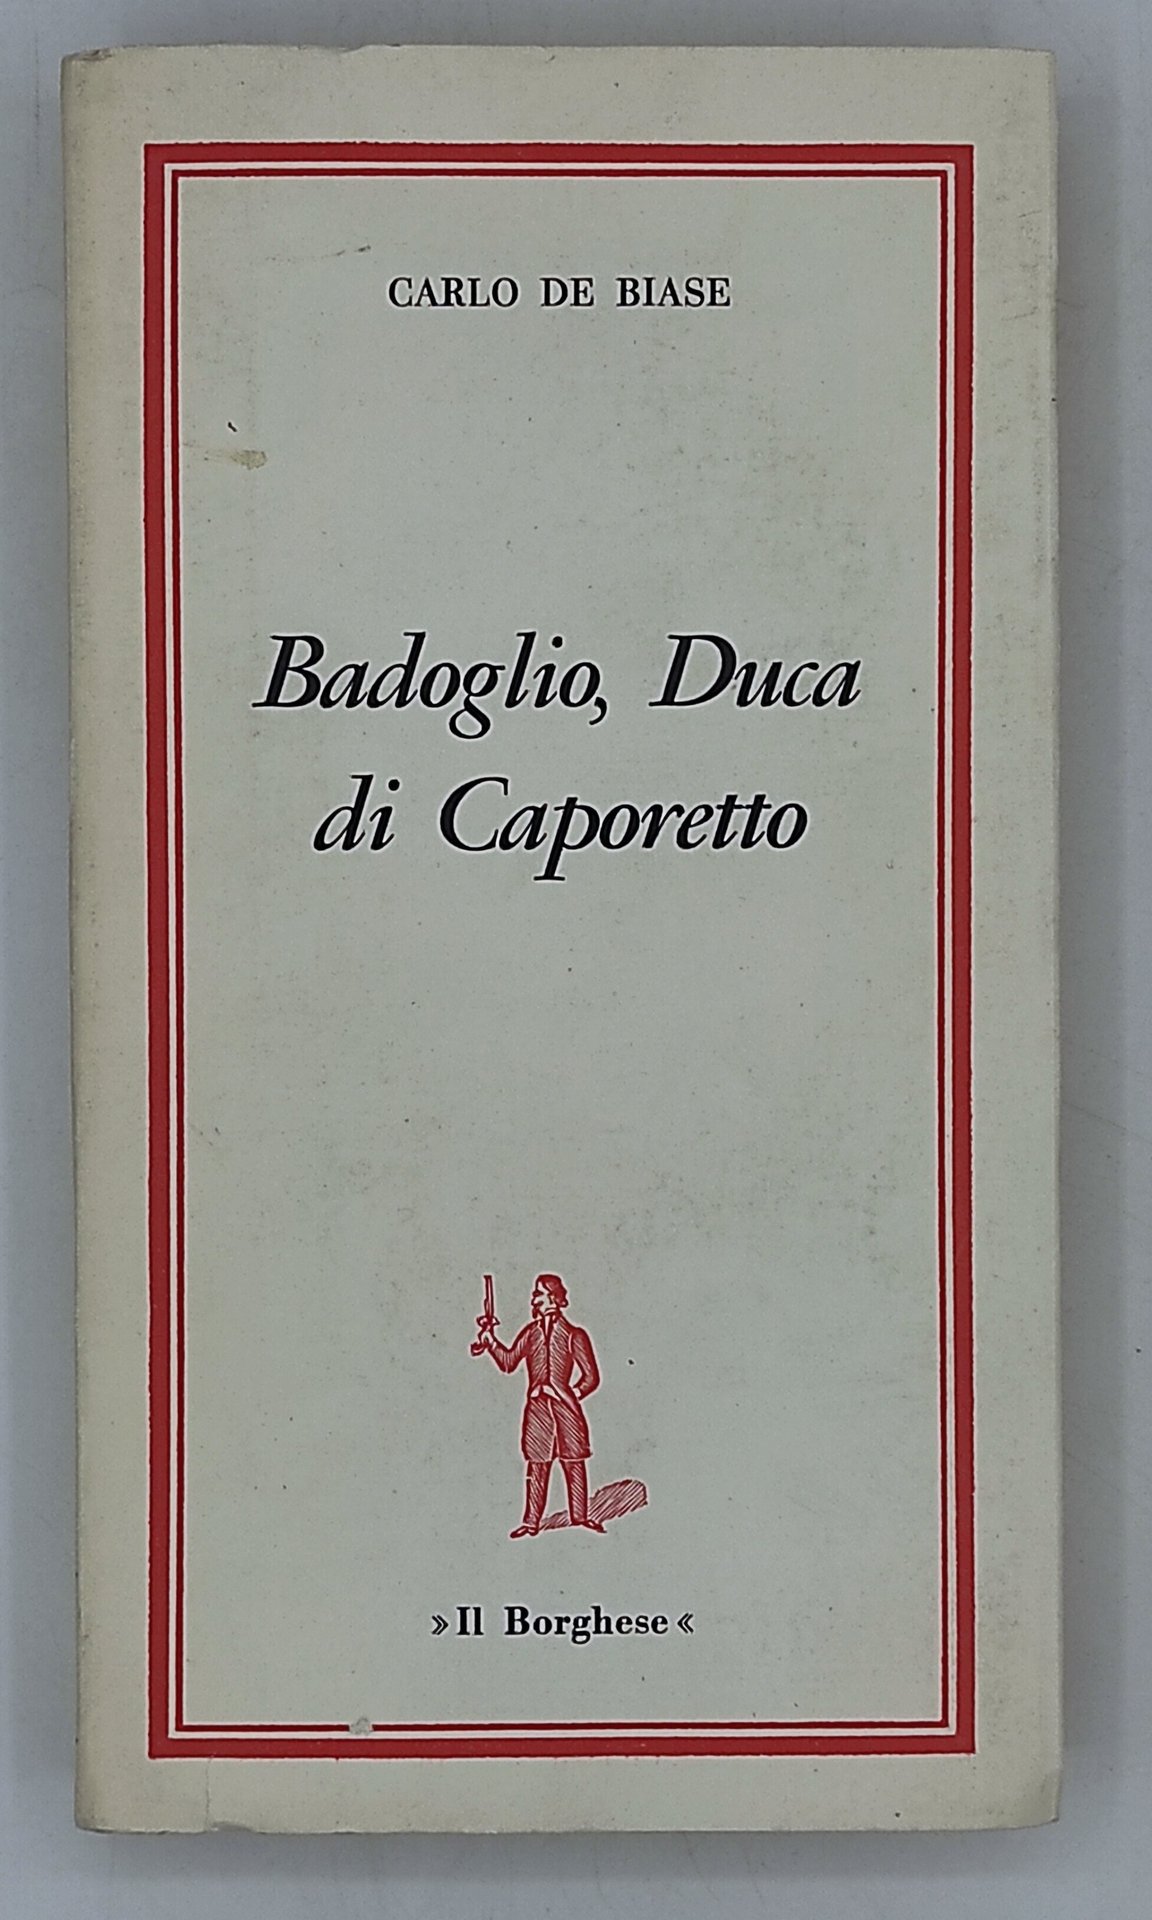 CARLO DE BIASE
Badoglio, Duca
di Caporetto
»Il Borghese«